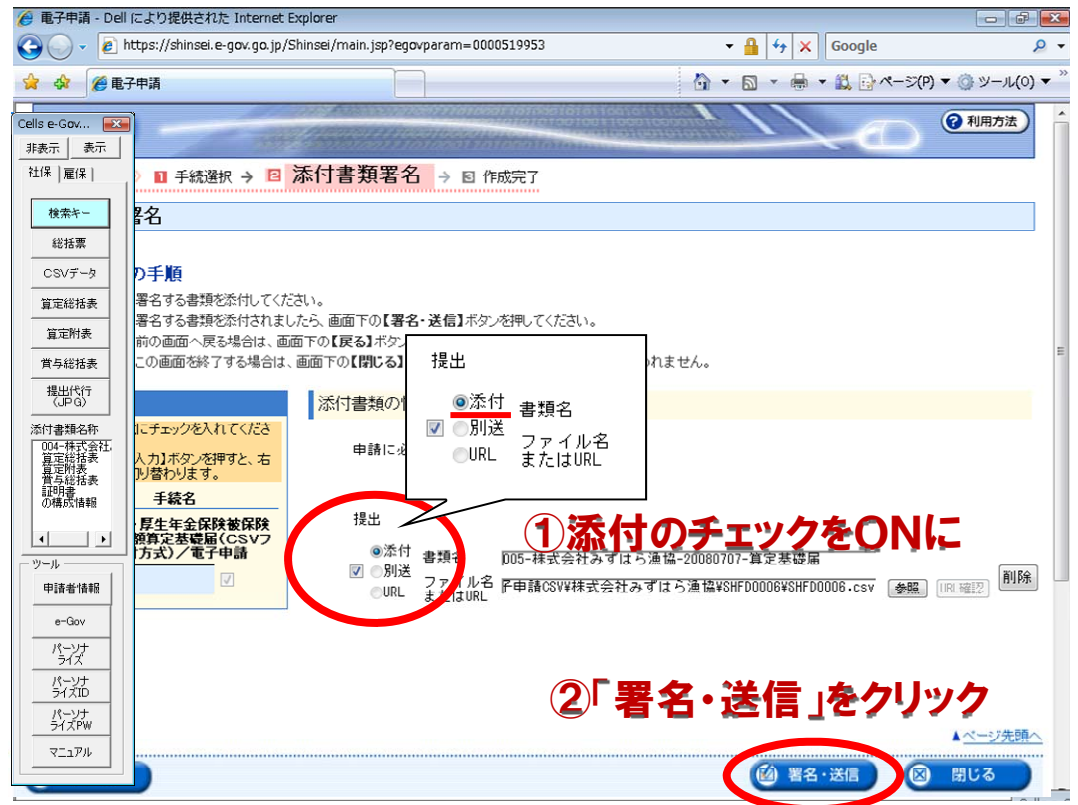 電子申請 - Dell により提供された Internet Explorer
https://shinsei.e-gov.go.jp/Shinsei/main.jsp?egovparam=0000519953
Google
電子申請
ページ(P)
ツール(O)
Cells e-Gov...
非表示
表示
社保
雇保
検索キー
総括票
CSVデータ
算定総括表
算定附表
賞与総括表
提出代行
(JPG)
添付書類名称
004-株式会社
算定総括表
算定附表
賞与総括表
証明書
の構成情報
ツール
申請者情報
e-Gov
パーソナ
ライズ
パーソナ
ライズID
パーソナ
ライズPW
マニュアル
利用方法
1 手続選択 → 2 添付書類署名 → 3 作成完了
署名
の手順
署名する書類を添付してください。
署名する書類を添付されましたら、画面下の【署名・送信】ボタンを押してください。
前の画面へ戻る場合は、画面下の【戻る】ボタン
この画面を終了する場合は、画面下の【閉じる】
われません。
にチェックを入れてくださ
入力】ボタンを押すと、右
り替わります。
手続名
厚生年金保険被保険
額算定基礎届(CSVフ
方式)/電子申請
添付書類の
申請に必
提出
添付
別送
URL
書類名
ファイル名
またはURL
提出
添付
別送
URL
書類名
005-株式会社みずはら漁協-20080707-算定基礎届
ファイル名
またはURL
子申請CSV¥株式会社みずはら漁協¥SHFD0006¥SHFD0006.csv
参照
URL確認
削除
①添付のチェックをONに
②「署名・送信」をクリック
▲ページ先頭へ
署名・送信
閉じる